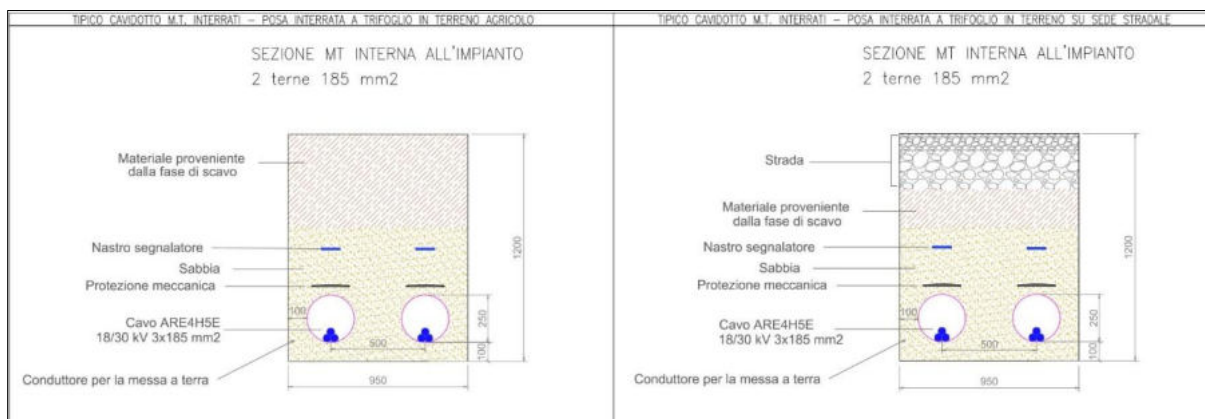 TIPICO CAVIDOTTO M.T. INTERRATI – POSA INTERRATA A TRIFOGLIO IN TERRENO AGRICOLO
SEZIONE MT INTERNA ALL'IMPIANTO
2 terne 185 mm2
Materiale proveniente
dalla fase di scavo
Nastro segnalatore
Sabbia
Protezione meccanica
100
Cavo ARE4H5E
18/30 kV 3x185 mm2
500
250
100
1200
Conduttore per la messa a terra
950
TIPICO CAVIDOTTO M.T. INTERRATI – POSA INTERRATA A TRIFOGLIO IN TERRENO SU SEDE STRADALE
SEZIONE MT INTERNA ALL'IMPIANTO
2 terne 185 mm2
Strada
Materiale proveniente
dalla fase di scavo
Nastro segnalatore
Sabbia
Protezione meccanica
100
Cavo ARE4H5E
18/30 kV 3x185 mm2
500
250
100
1200
Conduttore per la messa a terra
950